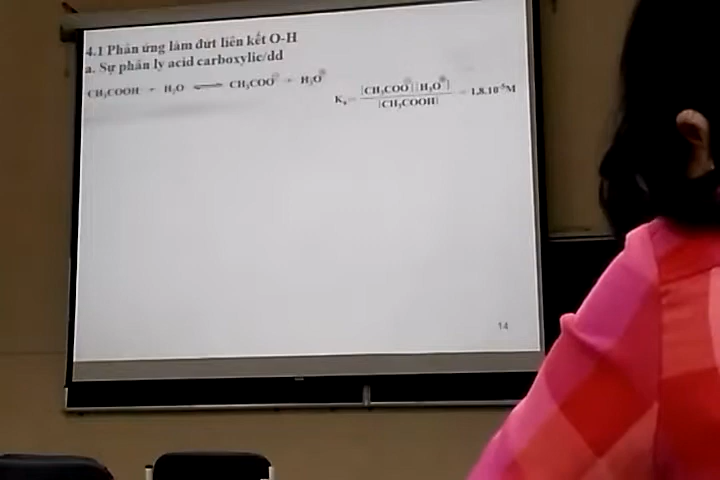 4.1 Phản ứng làm đứt liên kết O-H
a. Sự phân ly acid carboxylic/dd
CH₃COOH + H₂O ⇌ CH₃COO⊖ + H₃O⊕
Kₐ = [CH₃COO⊖][H₃O⊕] / [CH₃COOH] = 1,8.10⁻⁵M
14